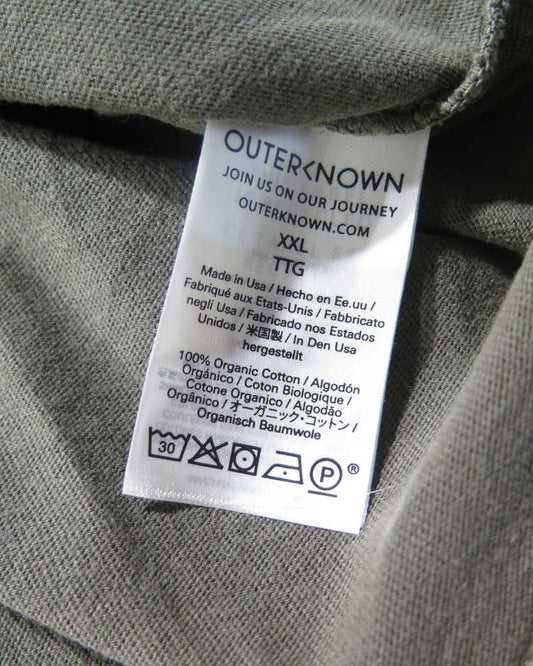 OUTERKNOWN
JOIN US ON OUR JOURNEY
OUTERKNOWN.COM
XXL
TTG
Made in Usa / Hecho en Ee.uu /
Fabriqué aux Etats-Unis / Fabbricato
negli Usa / Fabricado nos Estados
Unidos / 米国製 / In Den Usa
hergestellt
100% Organic Cotton / Algodón
Orgánico / Coton Biologique /
Cotone Organico / Algodão
Orgânico / オーガニック・コットン /
Organisch Baumwole
30 P ®